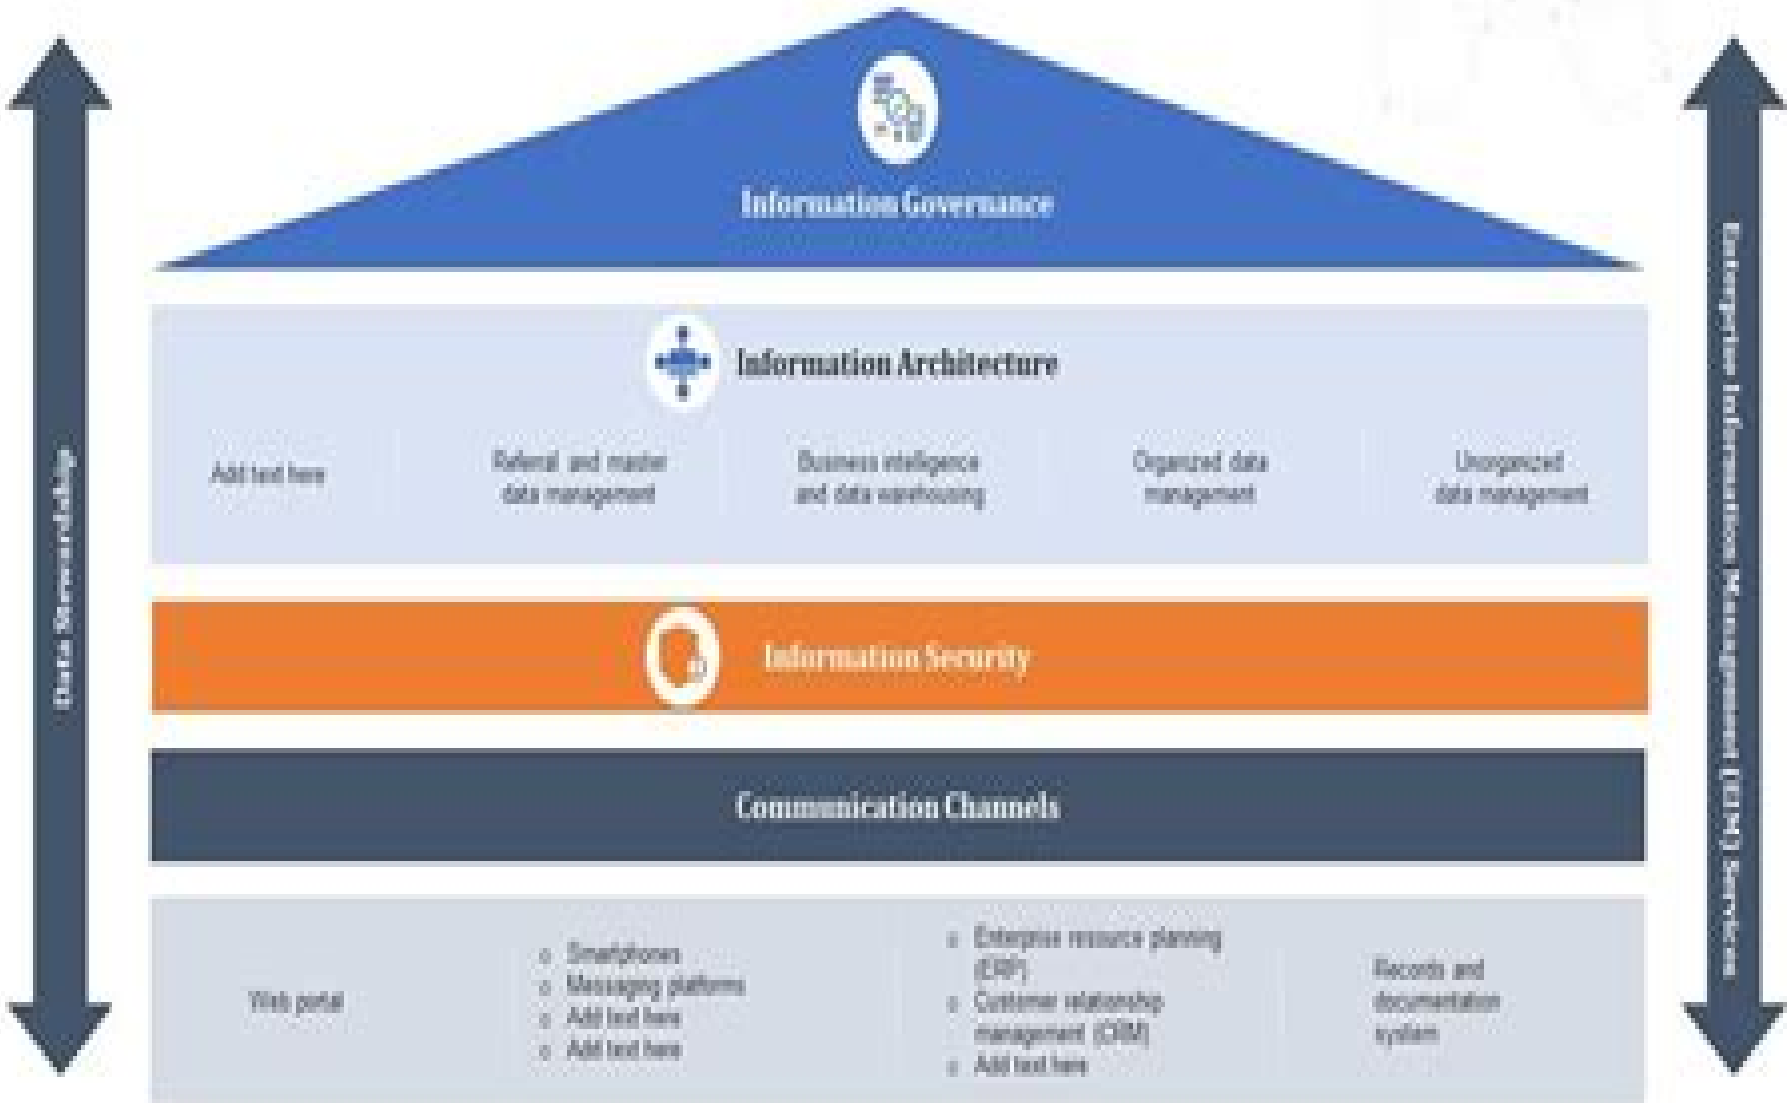 Information Governance
Information Architecture
Add text here
Referral and master
data management
Business intelligence
and data warehousing
Organized data
management
Unorganized
data management
Information Security
Communication Channels
Web portal
o Smartphones
o Messaging platforms
o Add text here
o Add text here
o Enterprise resource planning
(ERP)
o Customer relationship
management (CRM)
o Add text here
Records and
documentation
system
Data Stewardship
Enterprise Information Management (EIM) Services